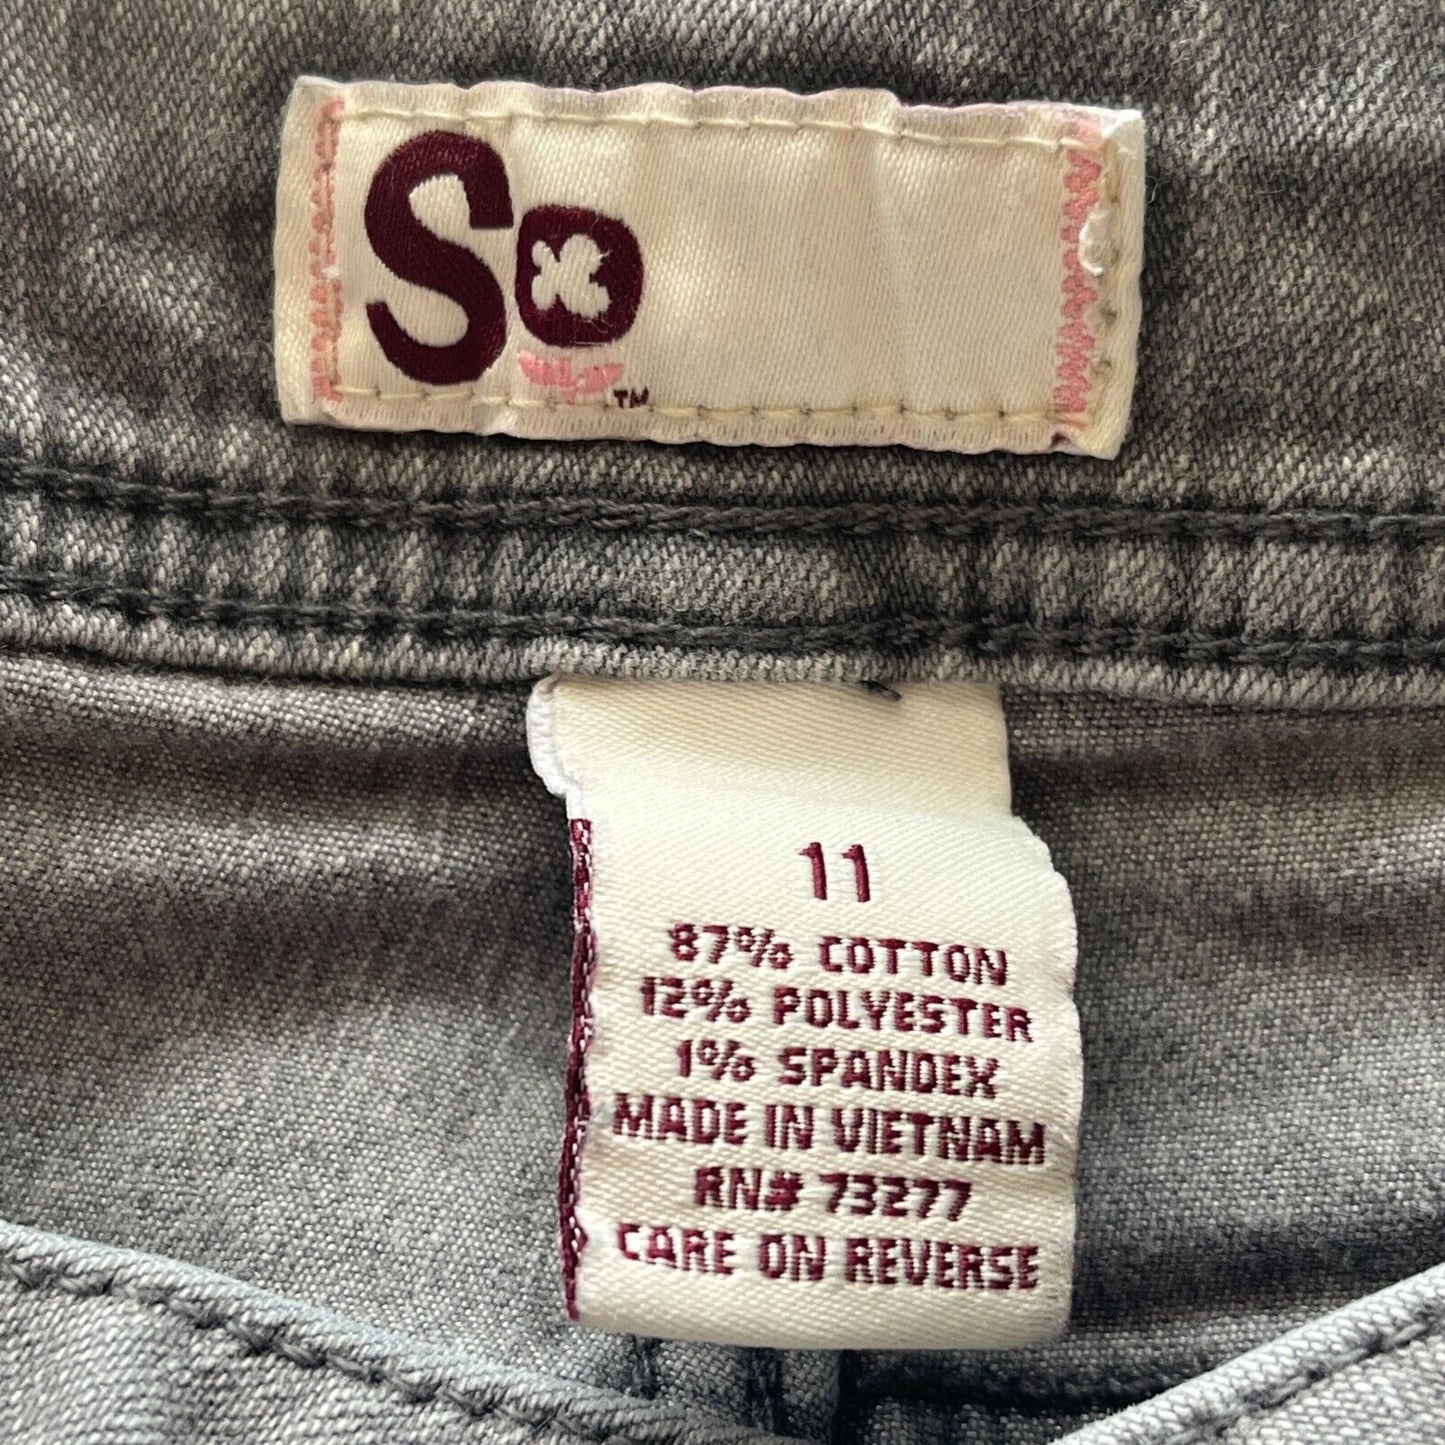 So
TM
11
87% COTTON
12% POLYESTER
1% SPANDEX
MADE IN VIETNAM
RN# 73277
CARE ON REVERSE